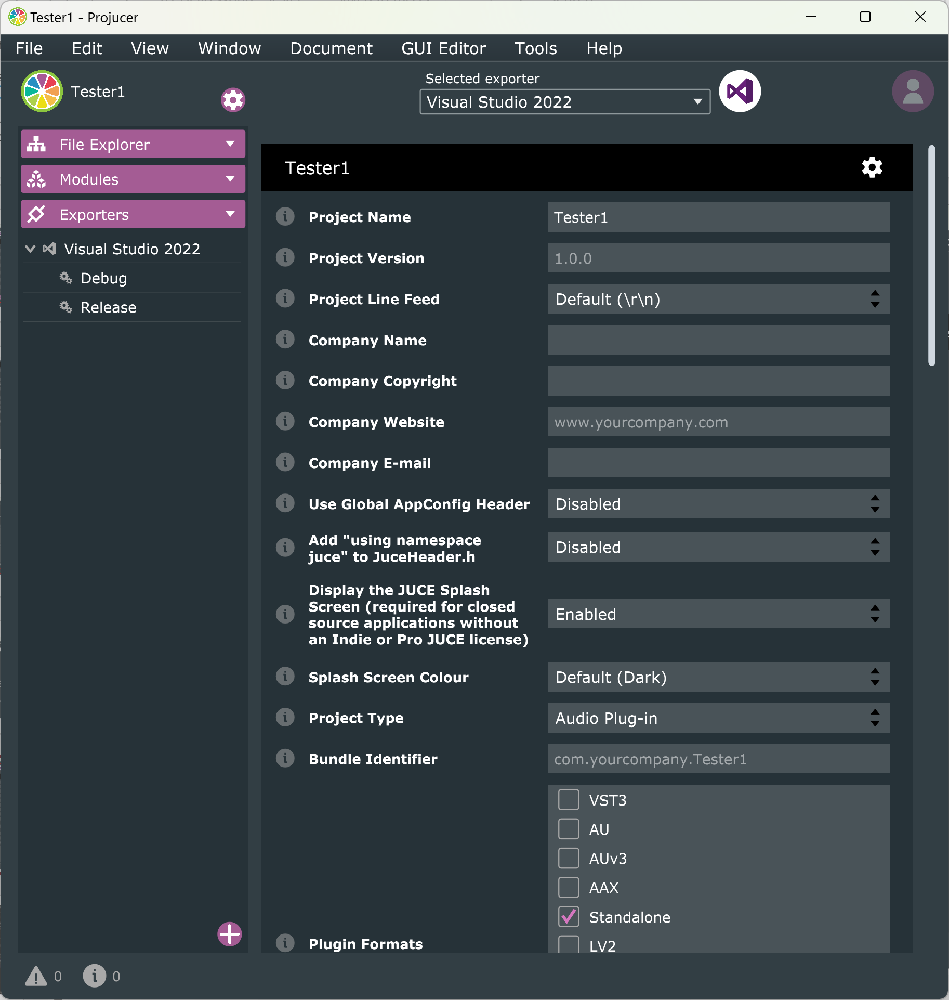 Tester1 - Projucer
File Edit View Window Document GUI Editor Tools Help
Tester1
Selected exporter
Visual Studio 2022
File Explorer
Modules
Exporters
Visual Studio 2022
Debug
Release
Tester1
Project Name
Tester1
Project Version
1.0.0
Project Line Feed
Default (\r\n)
Company Name
Company Copyright
Company Website
www.yourcompany.com
Company E-mail
Use Global AppConfig Header
Disabled
Add "using namespace
juce" to JuceHeader.h
Disabled
Display the JUCE Splash
Screen (required for closed
source applications without
an Indie or Pro JUCE license)
Enabled
Splash Screen Colour
Default (Dark)
Project Type
Audio Plug-in
Bundle Identifier
com.yourcompany.Tester1
Plugin Formats
VST3
AU
AUv3
AAX
Standalone
LV2
0
0